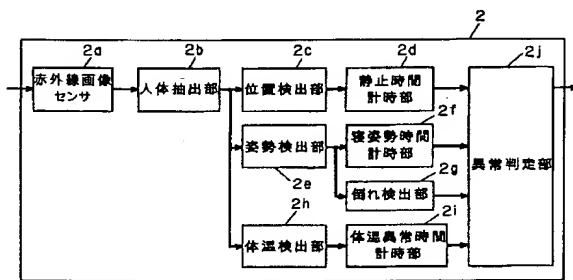 2
2a
2b
2c
2d
2j
赤外線画像
センサ
人体抽出部
位置検出部
静止時間
計時部
2f
姿勢検出部
寝姿勢時間
計時部
異常判定部
2g
2e
倒れ検出部
2h
2i
体温検出部
体温異常時間
計時部